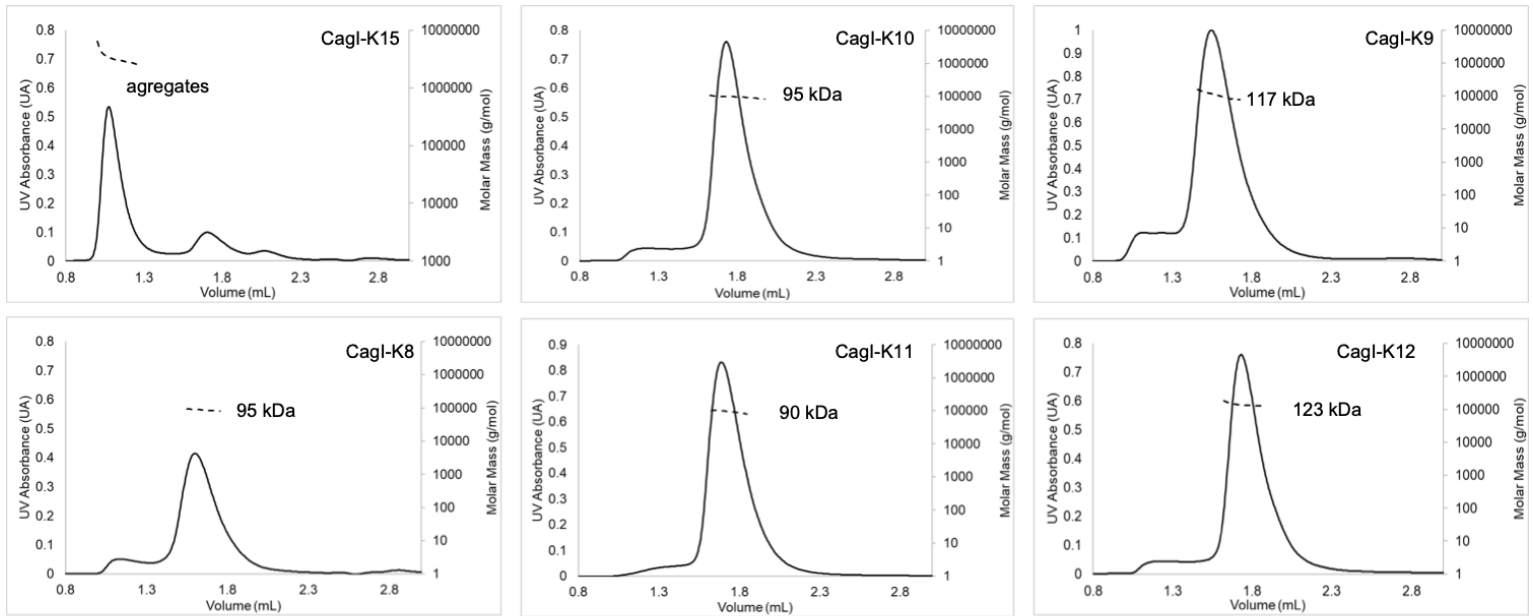 CagI-K15
0.8
0.7
0.6
0.5
0.4
0.3
0.2
0.1
0
UV Absorbance (UA)
agregates
10000000
1000000
100000
10000
1000
Molar Mass (g/mol)
0.8 1.3 1.8 2.3 2.8
Volume (mL)
CagI-K10
0.8
0.7
0.6
0.5
0.4
0.3
0.2
0.1
0
UV Absorbance (UA)
95 kDa
10000000
1000000
100000
10000
1000
100
10
1
Molar Mass (g/mol)
0.8 1.3 1.8 2.3 2.8
Volume (mL)
CagI-K9
1
0.9
0.8
0.7
0.6
0.5
0.4
0.3
0.2
0.1
0
UV Absorbance (UA)
117 kDa
10000000
1000000
100000
10000
1000
100
10
1
Molar Mass (g/mol)
0.8 1.3 1.8 2.3 2.8
Volume (mL)
CagI-K8
0.8
0.7
0.6
0.5
0.4
0.3
0.2
0.1
0
UV Absorbance (UA)
95 kDa
10000000
1000000
100000
10000
1000
100
10
1
Molar Mass (g/mol)
0.8 1.3 1.8 2.3 2.8
Volume (mL)
CagI-K11
0.9
0.8
0.7
0.6
0.5
0.4
0.3
0.2
0.1
0
UV Absorbance (UA)
90 kDa
10000000
1000000
100000
10000
1000
100
10
1
Molar Mass (g/mol)
0.8 1.3 1.8 2.3 2.8
Volume (mL)
CagI-K12
0.8
0.7
0.6
0.5
0.4
0.3
0.2
0.1
0
UV Absorbance (UA)
123 kDa
10000000
1000000
100000
10000
1000
100
10
1
Molar Mass (g/mol)
0.8 1.3 1.8 2.3 2.8
Volume (mL)